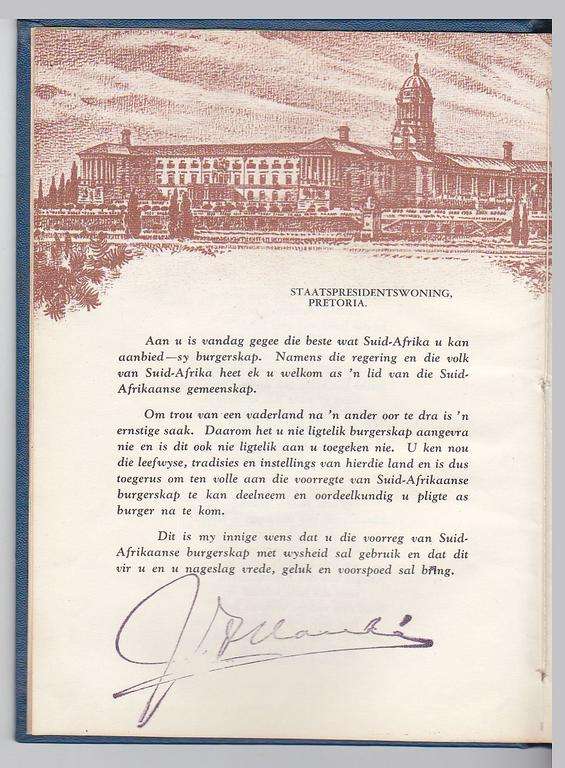 STAATSPRESIDENTSWONING,
PRETORIA.
Aan u is vandag gegee die beste wat Suid-Afrika u kan
aanbied—sy burgerskap. Namens die regering en die volk
van Suid-Afrika heet ek u welkom as 'n lid van die Suid-
Afrikaanse gemeenskap.
Om trou van een vaderland na 'n ander oor te dra is 'n
ernstige saak. Daarom het u nie ligtelik burgerskap aangevra
nie en is dit ook nie ligtelik aan u toegeken nie. U ken nou
die leefwyse, tradisies en instellings van hierdie land en is dus
toegerus om ten volle aan die voorregte van Suid-Afrikaanse
burgerskap te kan deelneem en oordeelkundig u pligte as
burger na te kom.
Dit is my innige wens dat u die voorreg van Suid-
Afrikaanse burgerskap met wysheid sal gebruik en dat dit
vir u en u nageslag vrede, geluk en voorspoed sal bring.